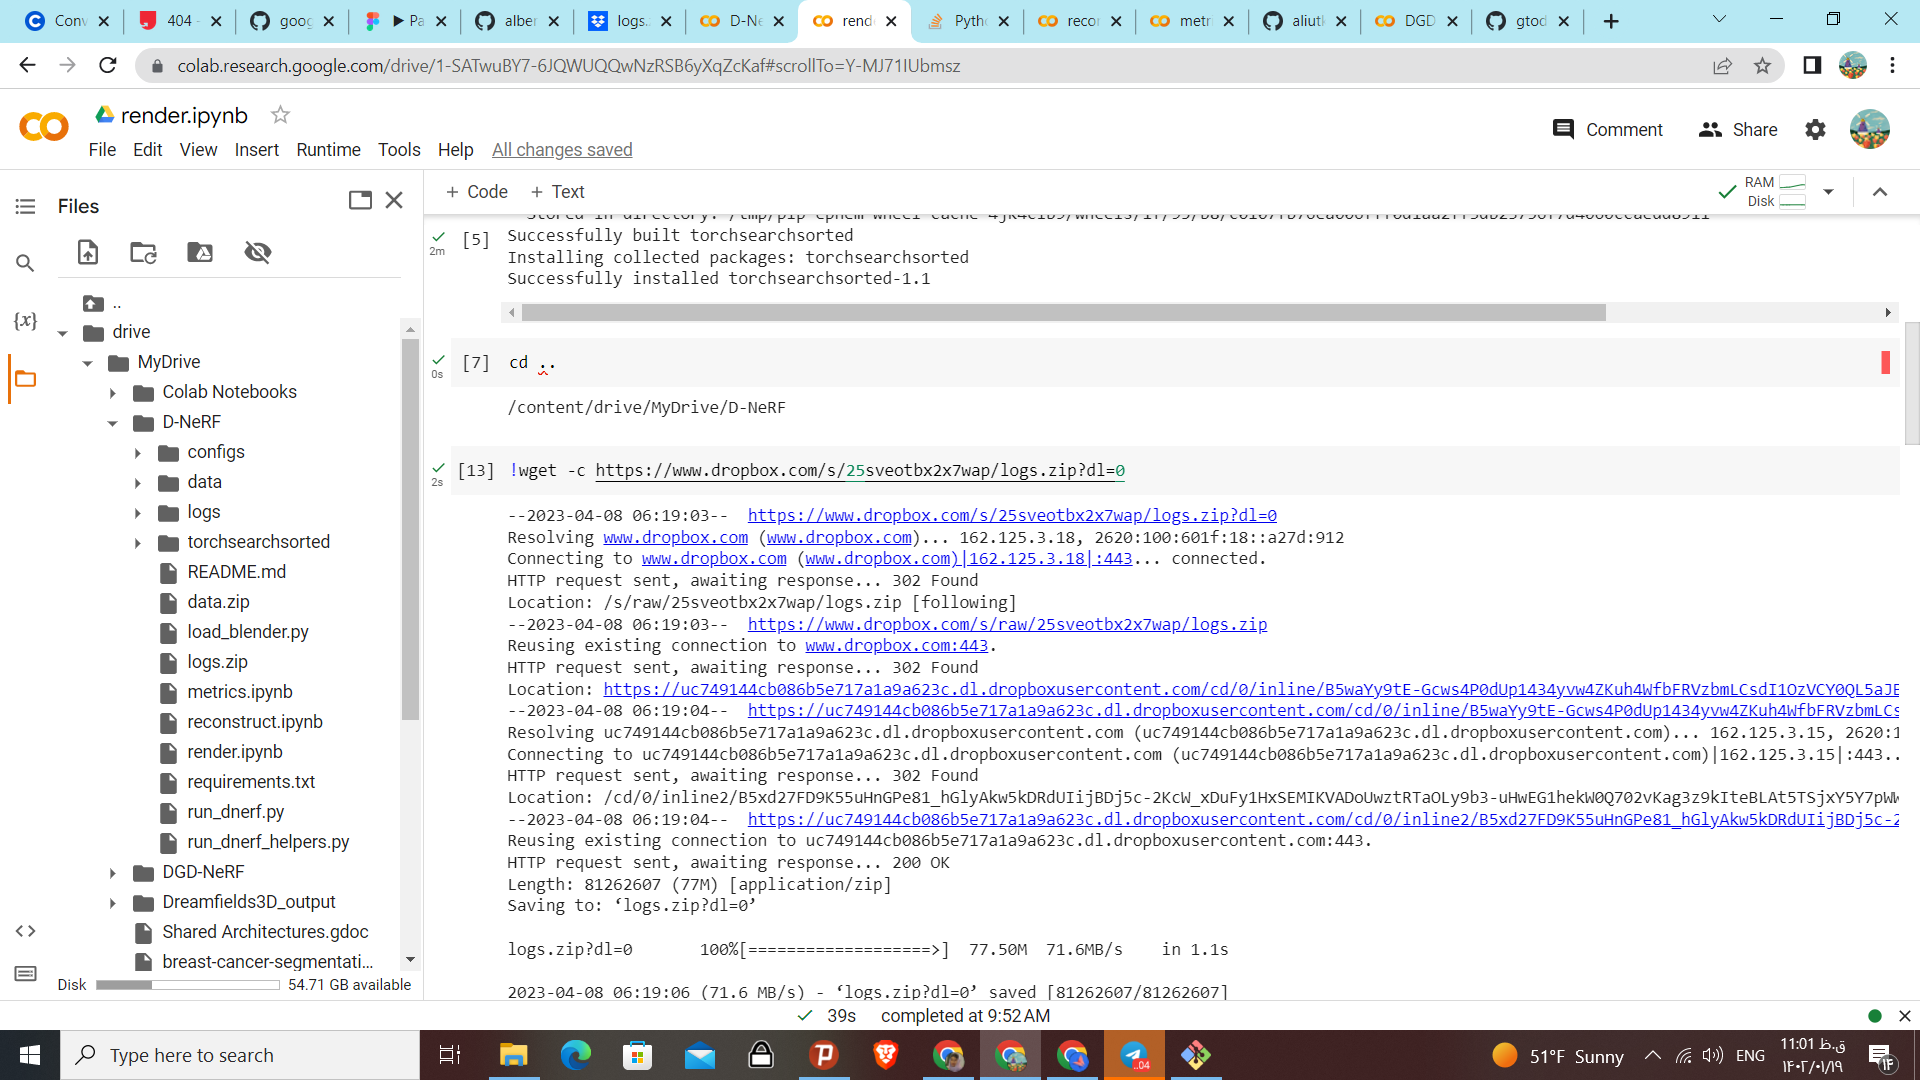 Conv
404 -
goog
Pa
alber
logs.
D-Ne
rende
Pytho
recon
metri
aliutk
DGD
gtod
colab.research.google.com/drive/1-SATwuBY7-6JQWUQQwNzRSB6yXqZcKaf#scrollTo=Y-MJ71IUbmsz
render.ipynb
Comment
Share
File Edit View Insert Runtime Tools Help All changes saved
Files
+ Code + Text
RAM
Disk
..
drive
MyDrive
Colab Notebooks
D-NeRF
configs
data
logs
torchsearchsorted
README.md
data.zip
load_blender.py
logs.zip
metrics.ipynb
reconstruct.ipynb
render.ipynb
requirements.txt
run_dnerf.py
run_dnerf_helpers.py
DGD-NeRF
Dreamfields3D_output
Shared Architectures.gdoc
breast-cancer-segmentati...
Disk 54.71 GB available
2m [5] Successfully built torchsearchsorted
Installing collected packages: torchsearchsorted
Successfully installed torchsearchsorted-1.1
0s [7] cd ..
/content/drive/MyDrive/D-NeRF
2s [13] !wget -c https://www.dropbox.com/s/25sveotbx2x7wap/logs.zip?dl=0
--2023-04-08 06:19:03-- https://www.dropbox.com/s/25sveotbx2x7wap/logs.zip?dl=0
Resolving www.dropbox.com (www.dropbox.com)... 162.125.3.18, 2620:100:601f:18::a27d:912
Connecting to www.dropbox.com (www.dropbox.com)|162.125.3.18|:443... connected.
HTTP request sent, awaiting response... 302 Found
Location: /s/raw/25sveotbx2x7wap/logs.zip [following]
--2023-04-08 06:19:03-- https://www.dropbox.com/s/raw/25sveotbx2x7wap/logs.zip
Reusing existing connection to www.dropbox.com:443.
HTTP request sent, awaiting response... 302 Found
Location: https://uc749144cb086b5e717a1a9a623c.dl.dropboxusercontent.com/cd/0/inline/B5waYy9tE-Gcws4P0dUp1434yvw4ZKuh4WfbFRVzbmLCsdI1OzVCY0QL5aJE
--2023-04-08 06:19:04-- https://uc749144cb086b5e717a1a9a623c.dl.dropboxusercontent.com/cd/0/inline/B5waYy9tE-Gcws4P0dUp1434yvw4ZKuh4WfbFRVzbmLCs
Resolving uc749144cb086b5e717a1a9a623c.dl.dropboxusercontent.com (uc749144cb086b5e717a1a9a623c.dl.dropboxusercontent.com)... 162.125.3.15, 2620:1
Connecting to uc749144cb086b5e717a1a9a623c.dl.dropboxusercontent.com (uc749144cb086b5e717a1a9a623c.dl.dropboxusercontent.com)|162.125.3.15|:443..
HTTP request sent, awaiting response... 302 Found
Location: /cd/0/inline2/B5xd27FD9K55uHnGPe81_hGlyAkw5kDRdUIijBDj5c-2KcW_xDuFy1HxSEMIKVADoUwztRTaOLy9b3-uHwEG1hekW0Q702vKag3z9kIteBLAt5TSjxY5Y7pWw
--2023-04-08 06:19:04-- https://uc749144cb086b5e717a1a9a623c.dl.dropboxusercontent.com/cd/0/inline2/B5xd27FD9K55uHnGPe81_hGlyAkw5kDRdUIijBDj5c-2
Reusing existing connection to uc749144cb086b5e717a1a9a623c.dl.dropboxusercontent.com:443.
HTTP request sent, awaiting response... 200 OK
Length: 81262607 (77M) [application/zip]
Saving to: ‘logs.zip?dl=0’
logs.zip?dl=0 100%[===================>] 77.50M 71.6MB/s in 1.1s
2023-04-08 06:19:06 (71.6 MB/s) - ‘logs.zip?dl=0’ saved [81262607/81262607]
39s completed at 9:52 AM
Type here to search
..04
51°F Sunny
ENG
11:01 ق.ظ
۱۴۰۲/۰۱/۱۹
۱۴